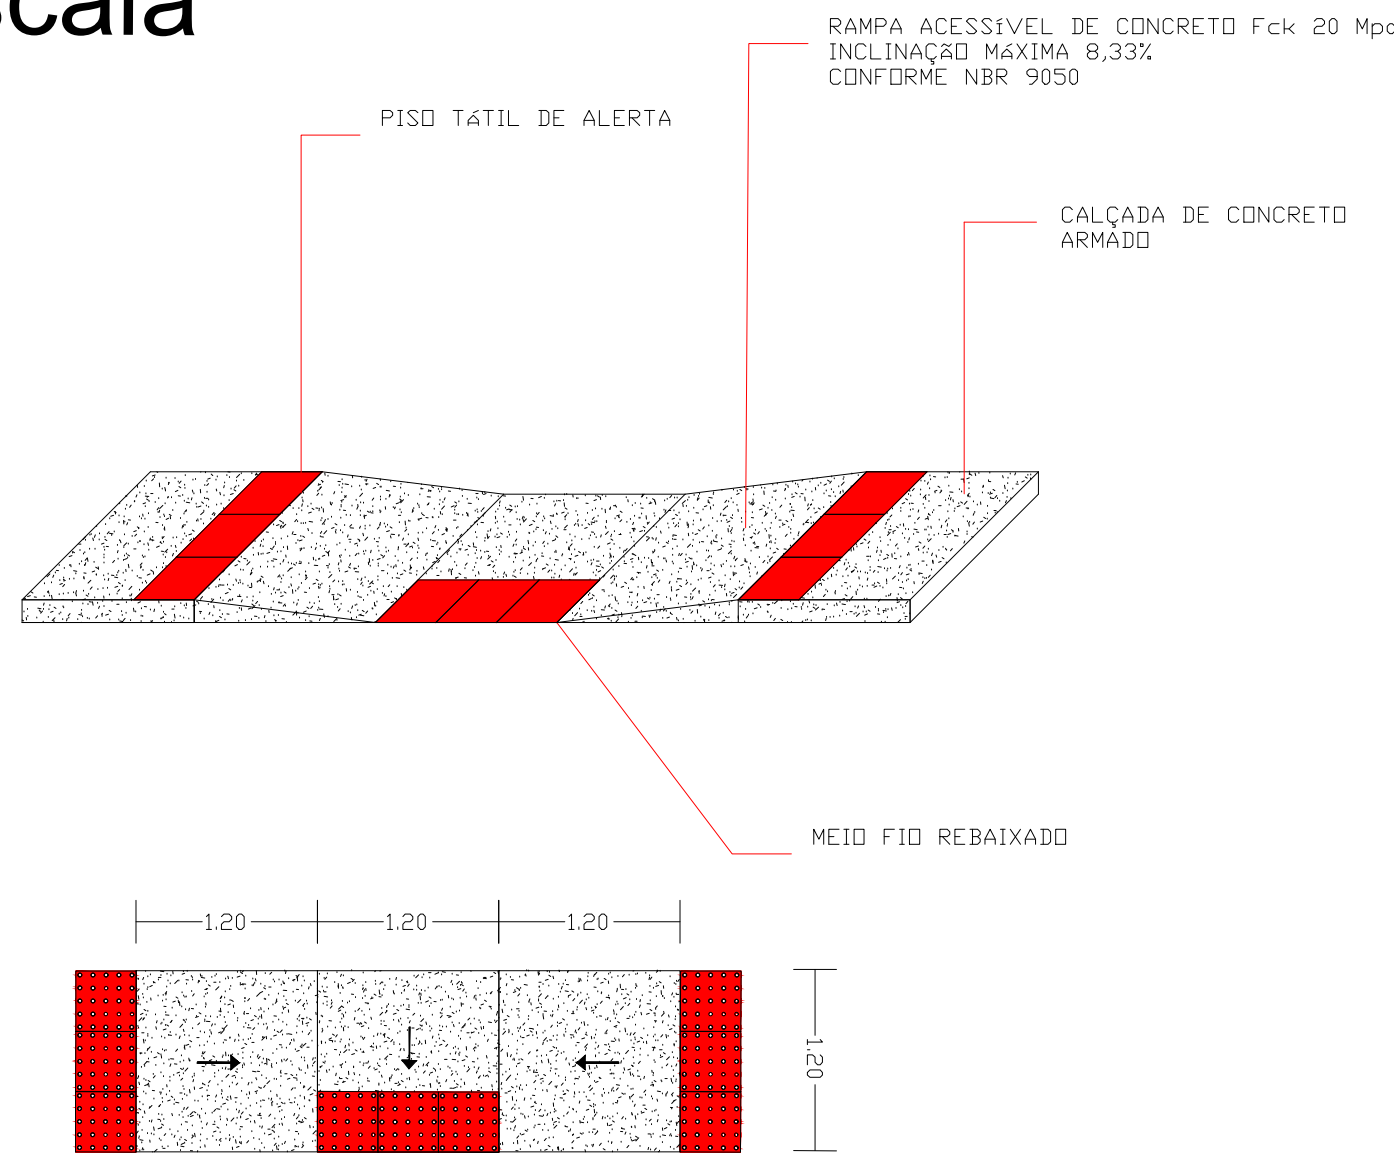 scala
RAMPA ACESSíVEL DE CONCRETO Fck 20 Mpa
INCLINAÇÃO MáXIMA 8,33%
CONFORME NBR 9050
PISO TáTIL DE ALERTA
CALÇADA DE CONCRETO
ARMADO
MEIO FIO REBAIXADO
1.20 1.20 1.20
1.20